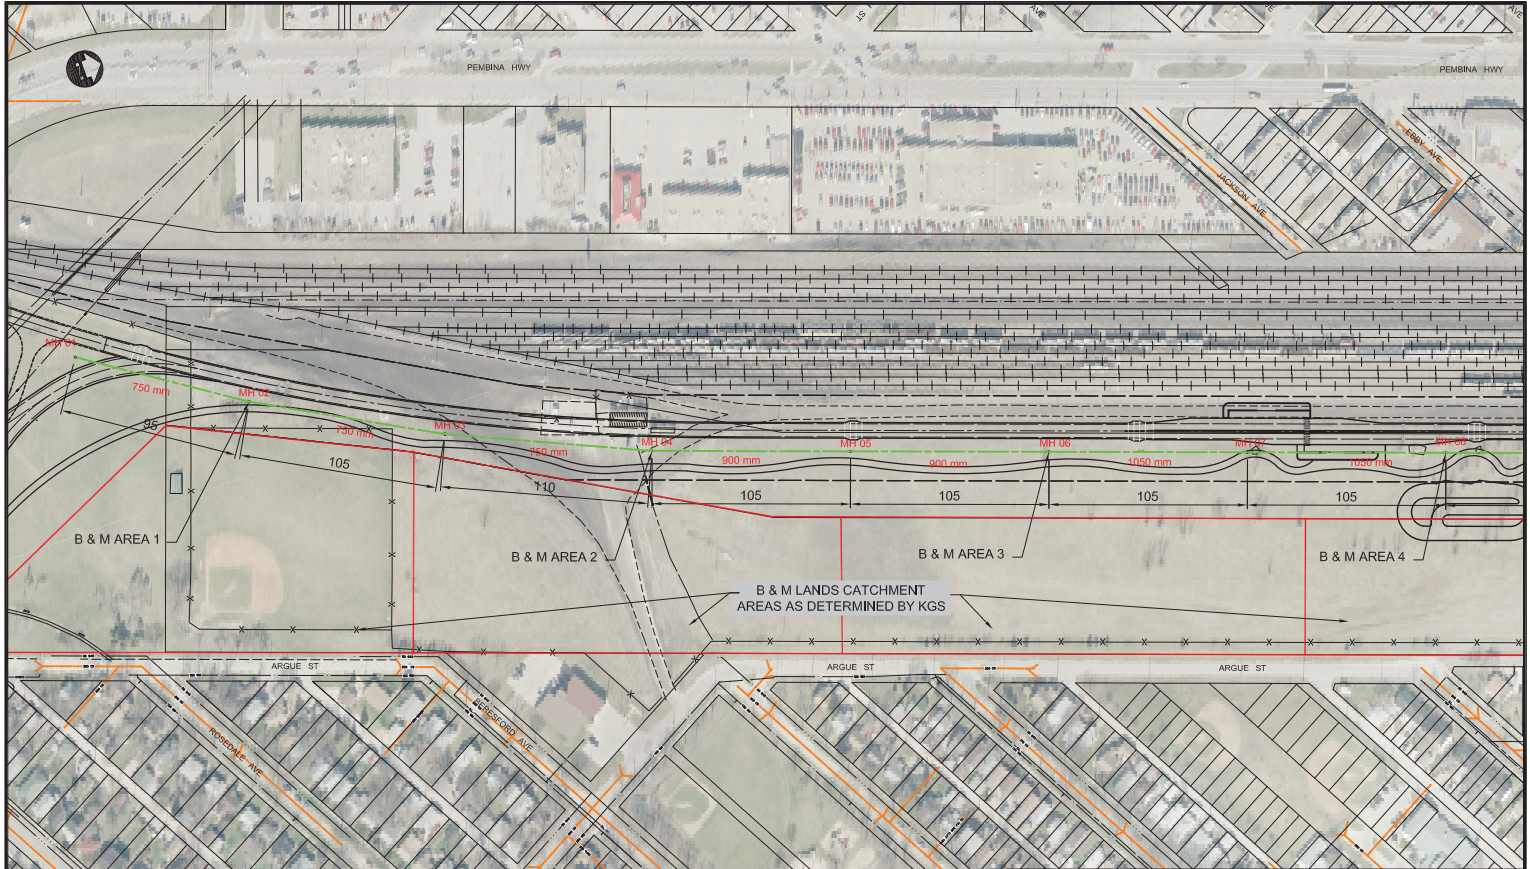 ST
AVE
AVE
PEMBINA HWY
PEMBINA HWY
EBBY AVE
JACKSON AVE
MH 01
750 mm
MH 02
95
750 mm
MH 03
105
750 mm
110
MH 04
900 mm
MH 05
900 mm
MH 06
1050 mm
MH 07
1050 mm
MH 08
105
105
105
105
B & M AREA 1
B & M AREA 2
B & M AREA 3
B & M AREA 4
B & M LANDS CATCHMENT
AREAS AS DETERMINED BY KGS
ARGUE ST
ARGUE ST
ARGUE ST
ROSEDALE AVE
BERESFORD AVE